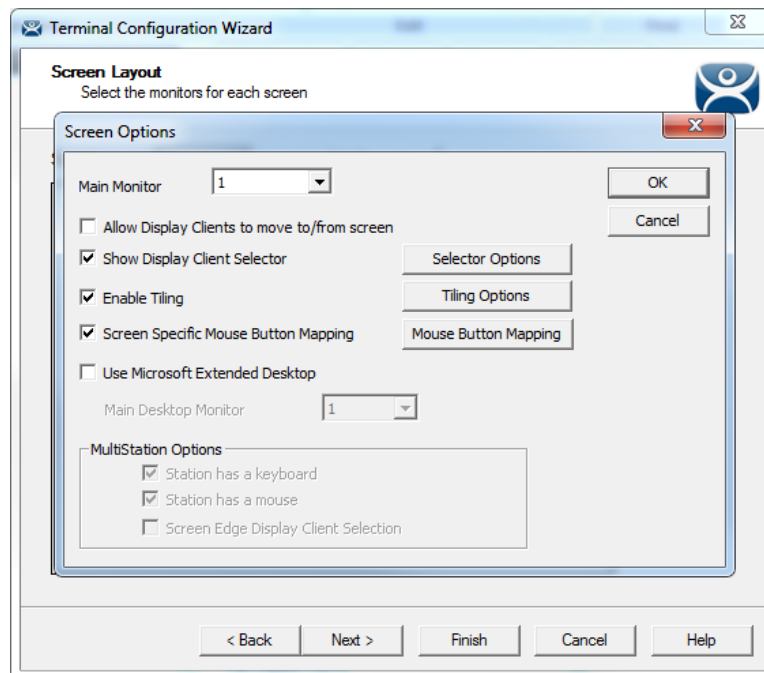 Terminal Configuration Wizard
Screen Layout
Select the monitors for each screen
Screen Options
Main Monitor 1
OK
Cancel
Allow Display Clients to move to/from screen
Show Display Client Selector Selector Options
Enable Tiling Tiling Options
Screen Specific Mouse Button Mapping Mouse Button Mapping
Use Microsoft Extended Desktop
Main Desktop Monitor 1
MultiStation Options
Station has a keyboard
Station has a mouse
Screen Edge Display Client Selection
< Back Next > Finish Cancel Help